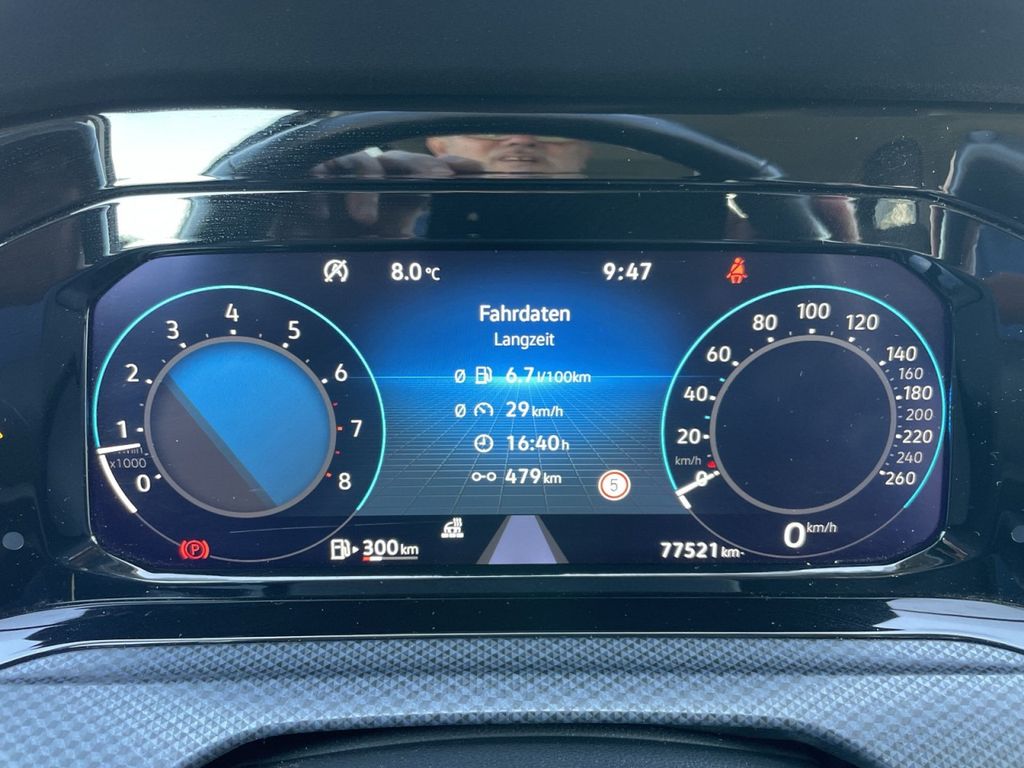 8.0 °C
9:47
Fahrdaten
Langzeit
Ø 6.7 l/100km
Ø 29 km/h
16:40 h
479 km
5
0
1
2
3
4
5
6
7
8
x1000
0
20
40
60
80
100
120
140
160
180
200
220
240
260
km/h
0 km/h
P
300 km
77521 km